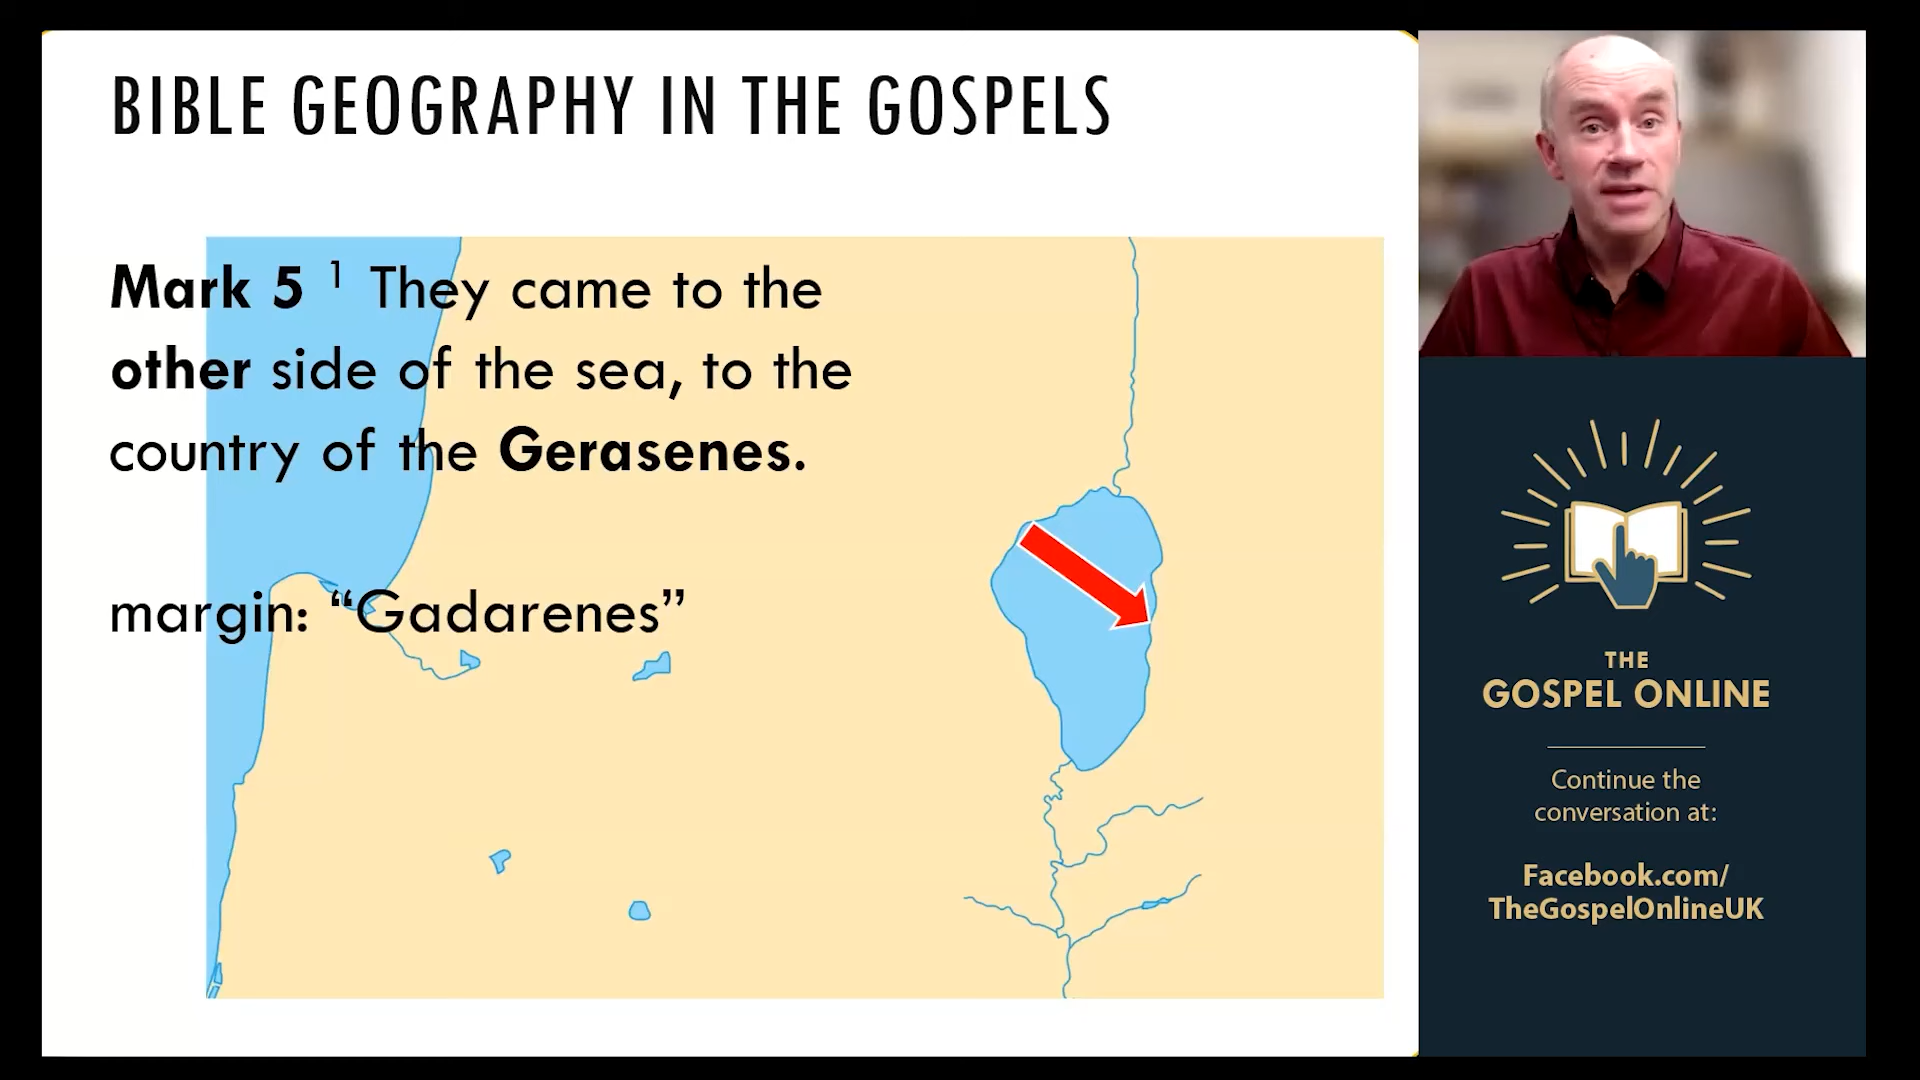 BIBLE GEOGRAPHY IN THE GOSPELS
Mark 5 1 They came to the
other side of the sea, to the
country of the Gerasenes.
margin: “Gadarenes”
THE
GOSPEL ONLINE
Continue the
conversation at:
Facebook.com/
TheGospelOnlineUK